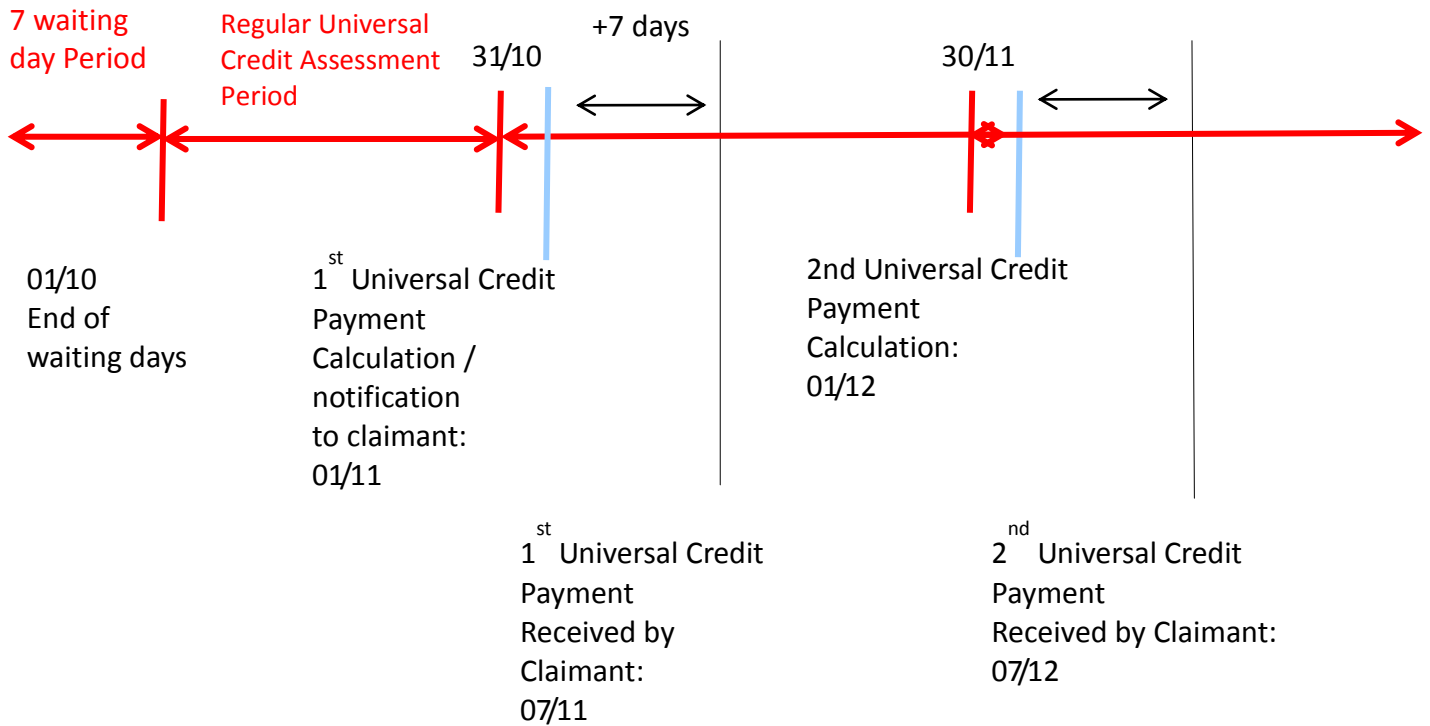 7 waiting
day Period
Regular Universal
Credit Assessment
Period
31/10
+7 days
30/11
01/10
End of
waiting days
1st Universal Credit
Payment
Calculation /
notification
to claimant:
01/11
2nd Universal Credit
Payment
Calculation:
01/12
1st Universal Credit
Payment
Received by
Claimant:
07/11
2nd Universal Credit
Payment
Received by Claimant:
07/12